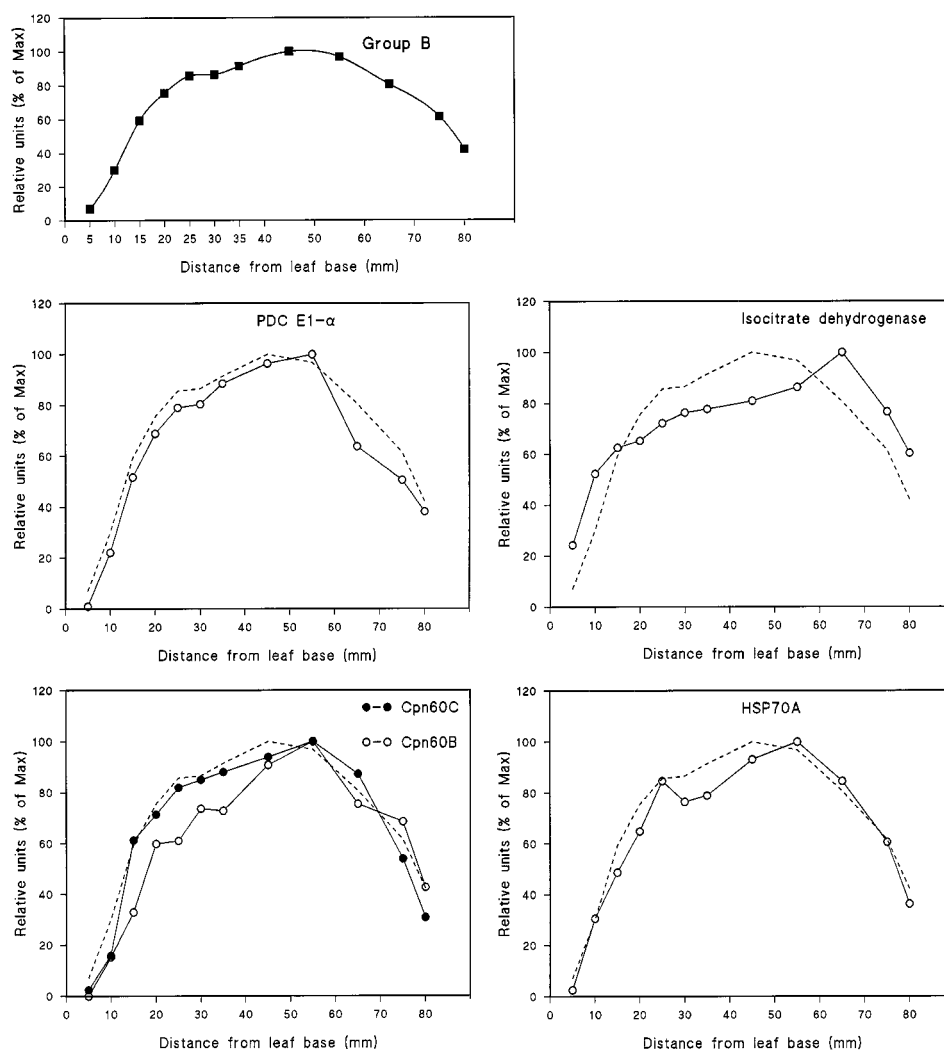 Group B
Relative units (% of Max)
120
100
80
60
40
20
0
0 5 10 15 20 25 30 35 40 50 60 70 80
Distance from leaf base (mm)
PDC E1-α
Relative units (% of Max)
120
100
80
60
40
20
0
0 10 20 30 40 50 60 70 80
Distance from leaf base (mm)
Isocitrate dehydrogenase
Relative units (% of Max)
120
100
80
60
40
20
0
0 10 20 30 40 50 60 70 80
Distance from leaf base (mm)
Cpn60C
Cpn60B
Relative units (% of Max)
120
100
80
60
40
20
0
0 10 20 30 40 50 60 70 80
Distance from leaf base (mm)
HSP70A
Relative units (% of Max)
120
100
80
60
40
20
0
0 10 20 30 40 50 60 70 80
Distance from leaf base (mm)